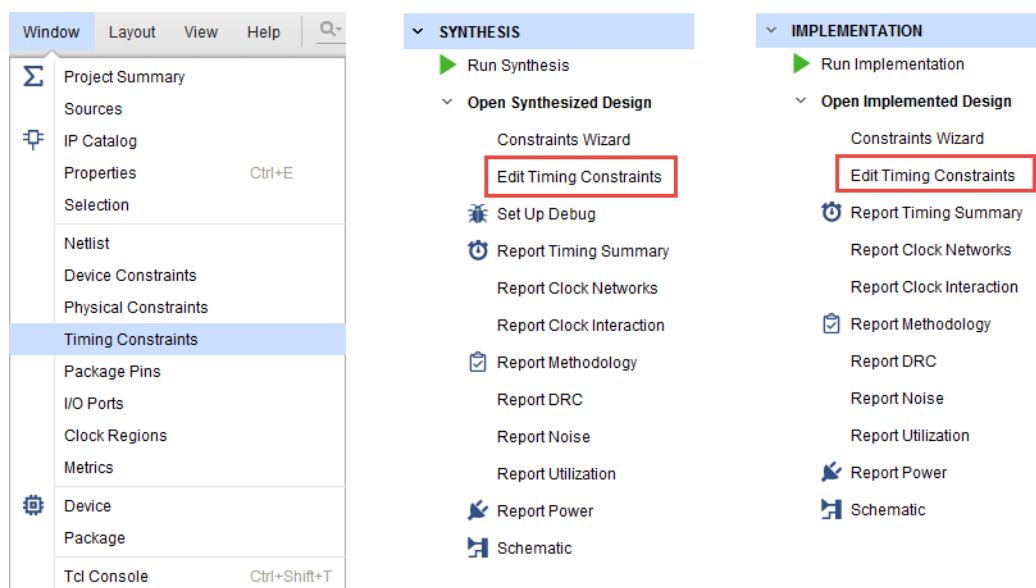 Window Layout View Help
Project Summary
Sources
IP Catalog
Properties Ctrl+E
Selection
Netlist
Device Constraints
Physical Constraints
Timing Constraints
Package Pins
I/O Ports
Clock Regions
Metrics
Device
Package
Tcl Console Ctrl+Shift+T
SYNTHESIS
Run Synthesis
Open Synthesized Design
Constraints Wizard
Edit Timing Constraints
Set Up Debug
Report Timing Summary
Report Clock Networks
Report Clock Interaction
Report Methodology
Report DRC
Report Noise
Report Utilization
Report Power
Schematic
IMPLEMENTATION
Run Implementation
Open Implemented Design
Constraints Wizard
Edit Timing Constraints
Report Timing Summary
Report Clock Networks
Report Clock Interaction
Report Methodology
Report DRC
Report Noise
Report Utilization
Report Power
Schematic